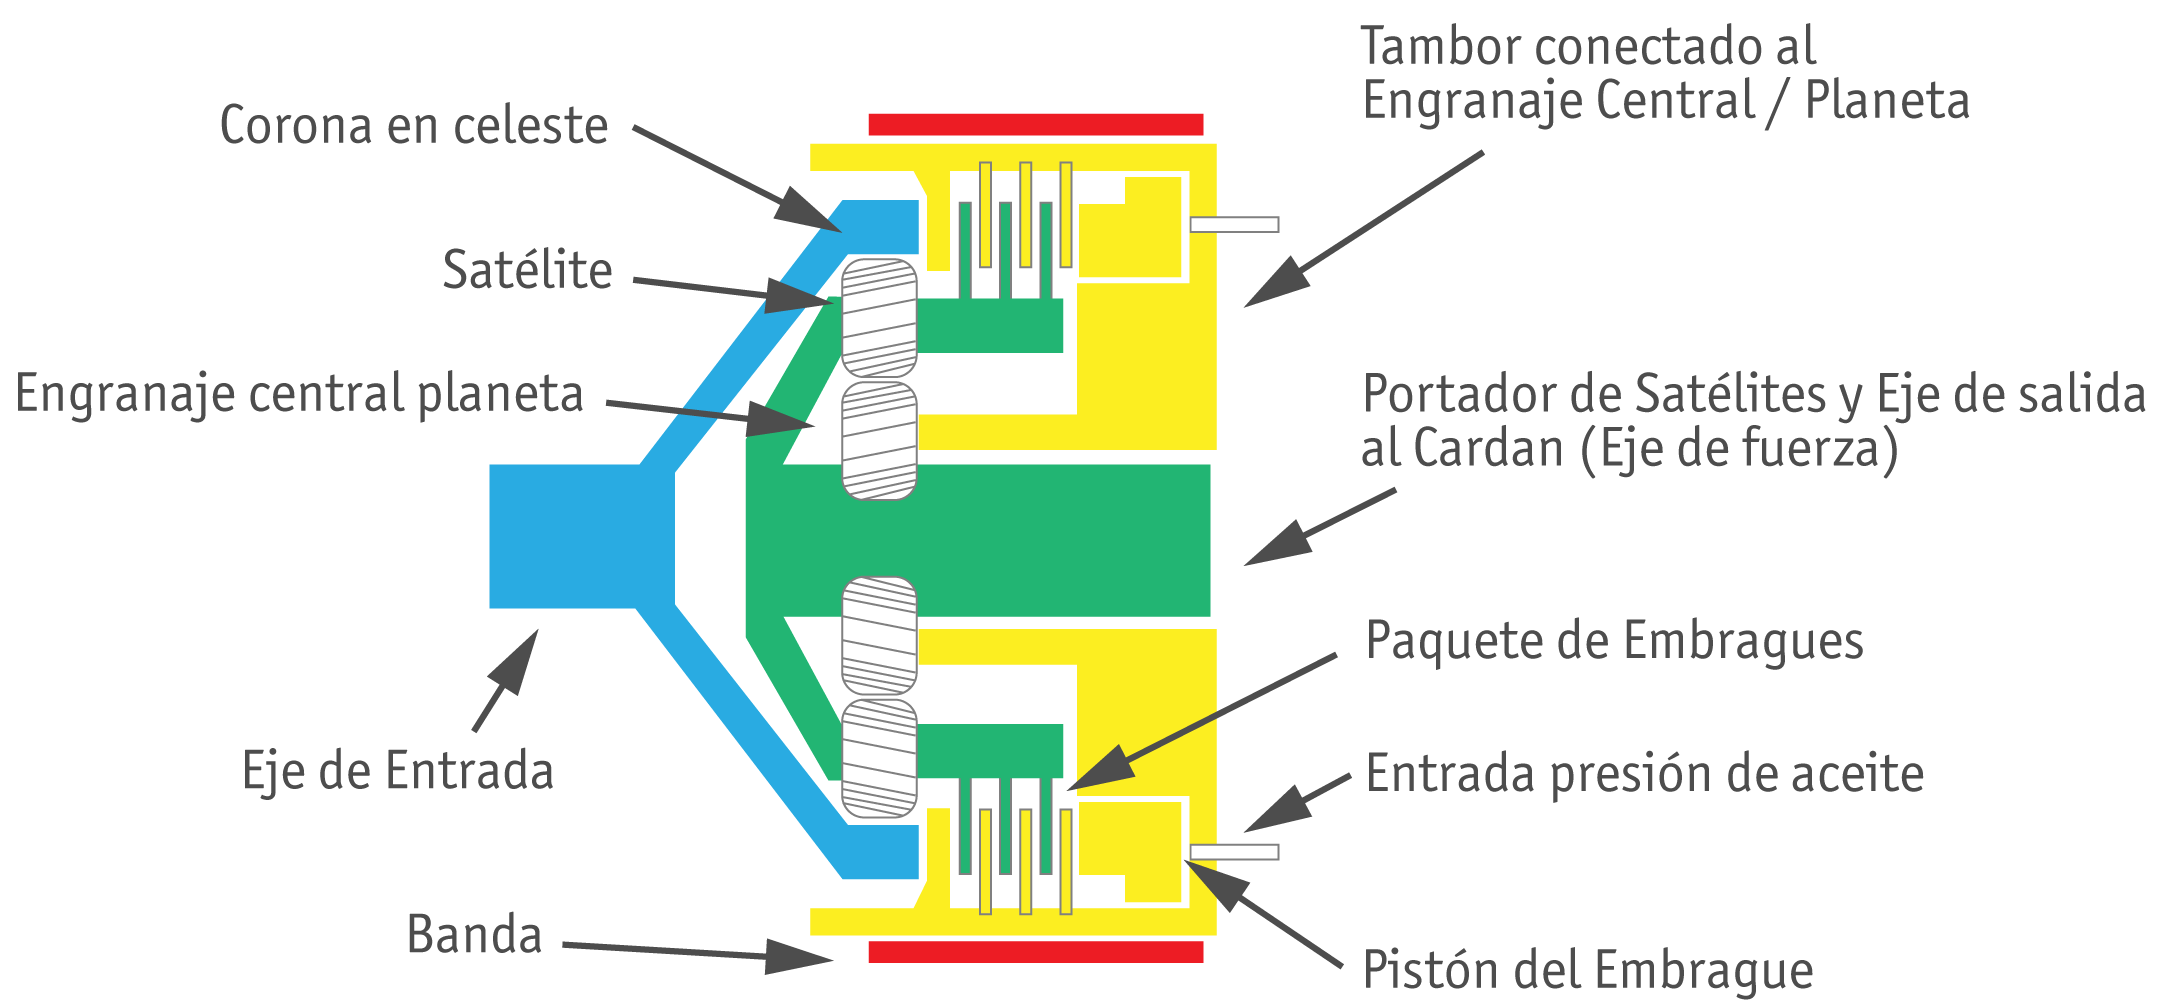 Tambor conectado al
Engranaje Central / Planeta
Corona en celeste
Satélite
Engranaje central planeta
Portador de Satélites y Eje de salida
al Cardan (Eje de fuerza)
Paquete de Embragues
Eje de Entrada
Entrada presión de aceite
Banda
Pistón del Embrague